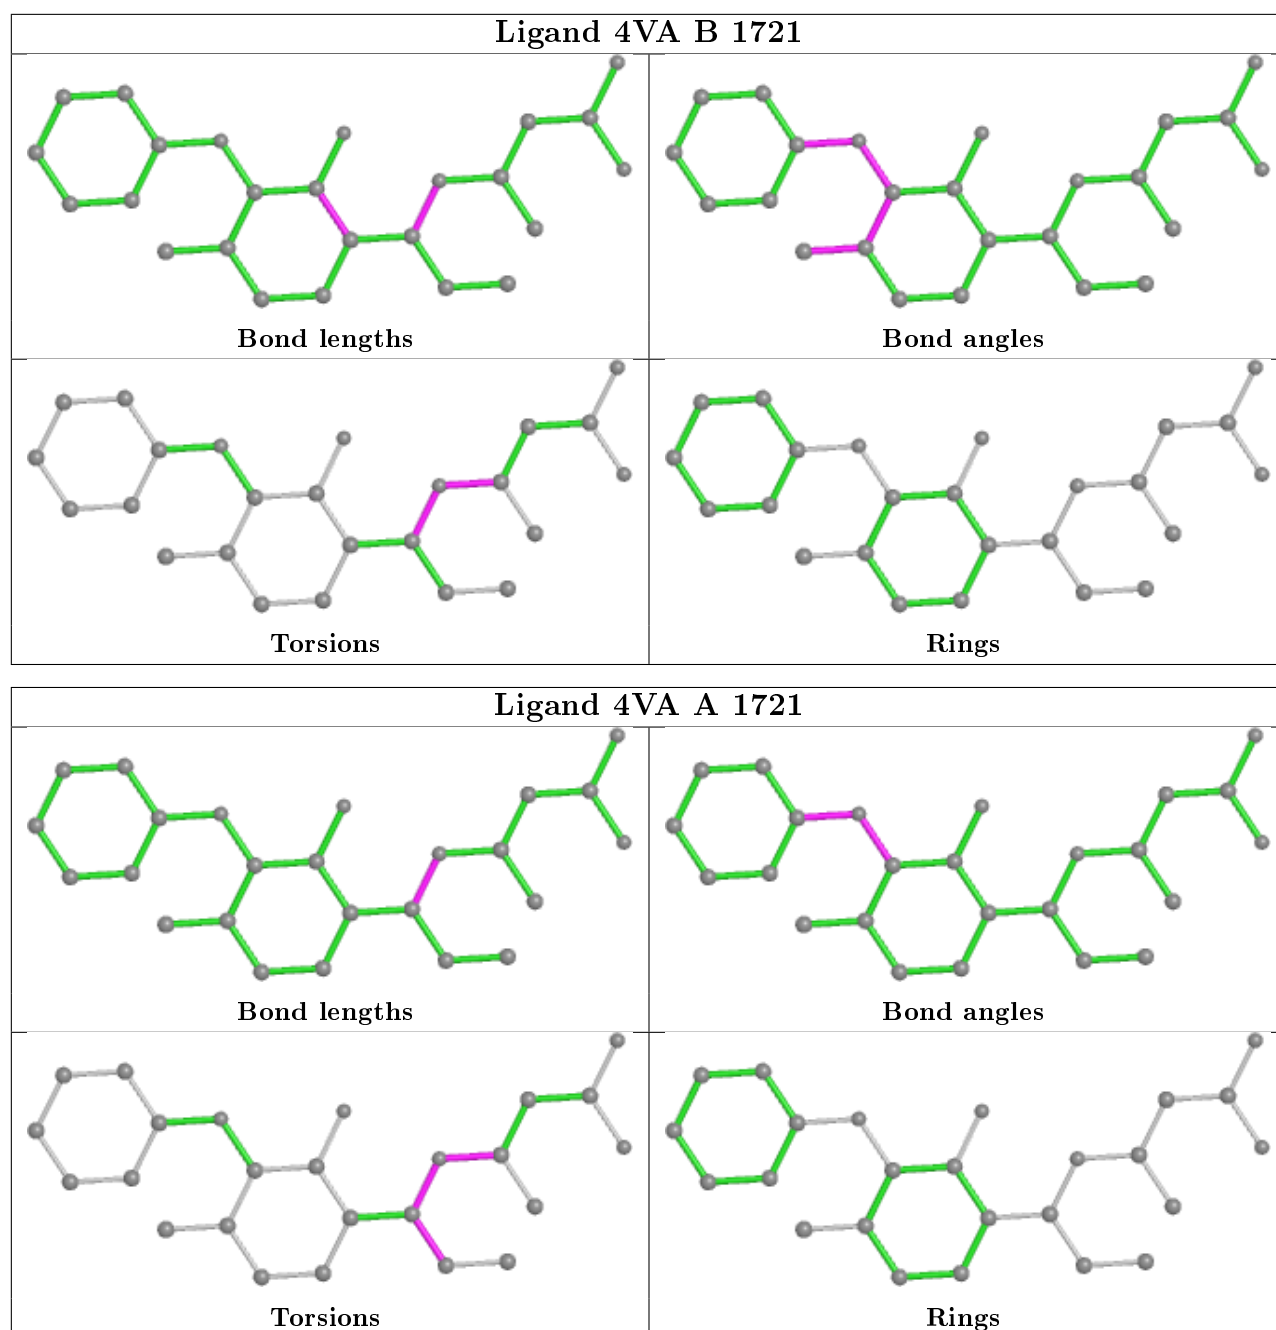 Ligand 4VA B 1721
Bond lengths
Bond angles
Torsions
Rings
Ligand 4VA A 1721
Bond lengths
Bond angles
Torsions
Rings